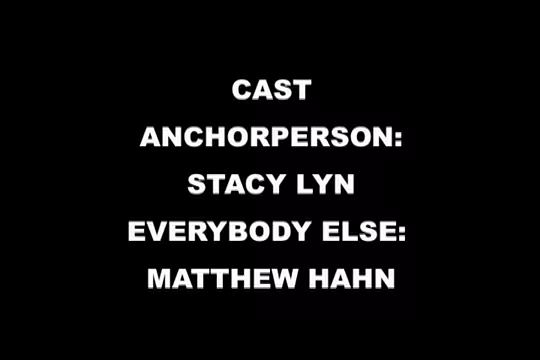 CAST
ANCHORPERSON:
STACY LYN
EVERYBODY ELSE:
MATTHEW HAHN